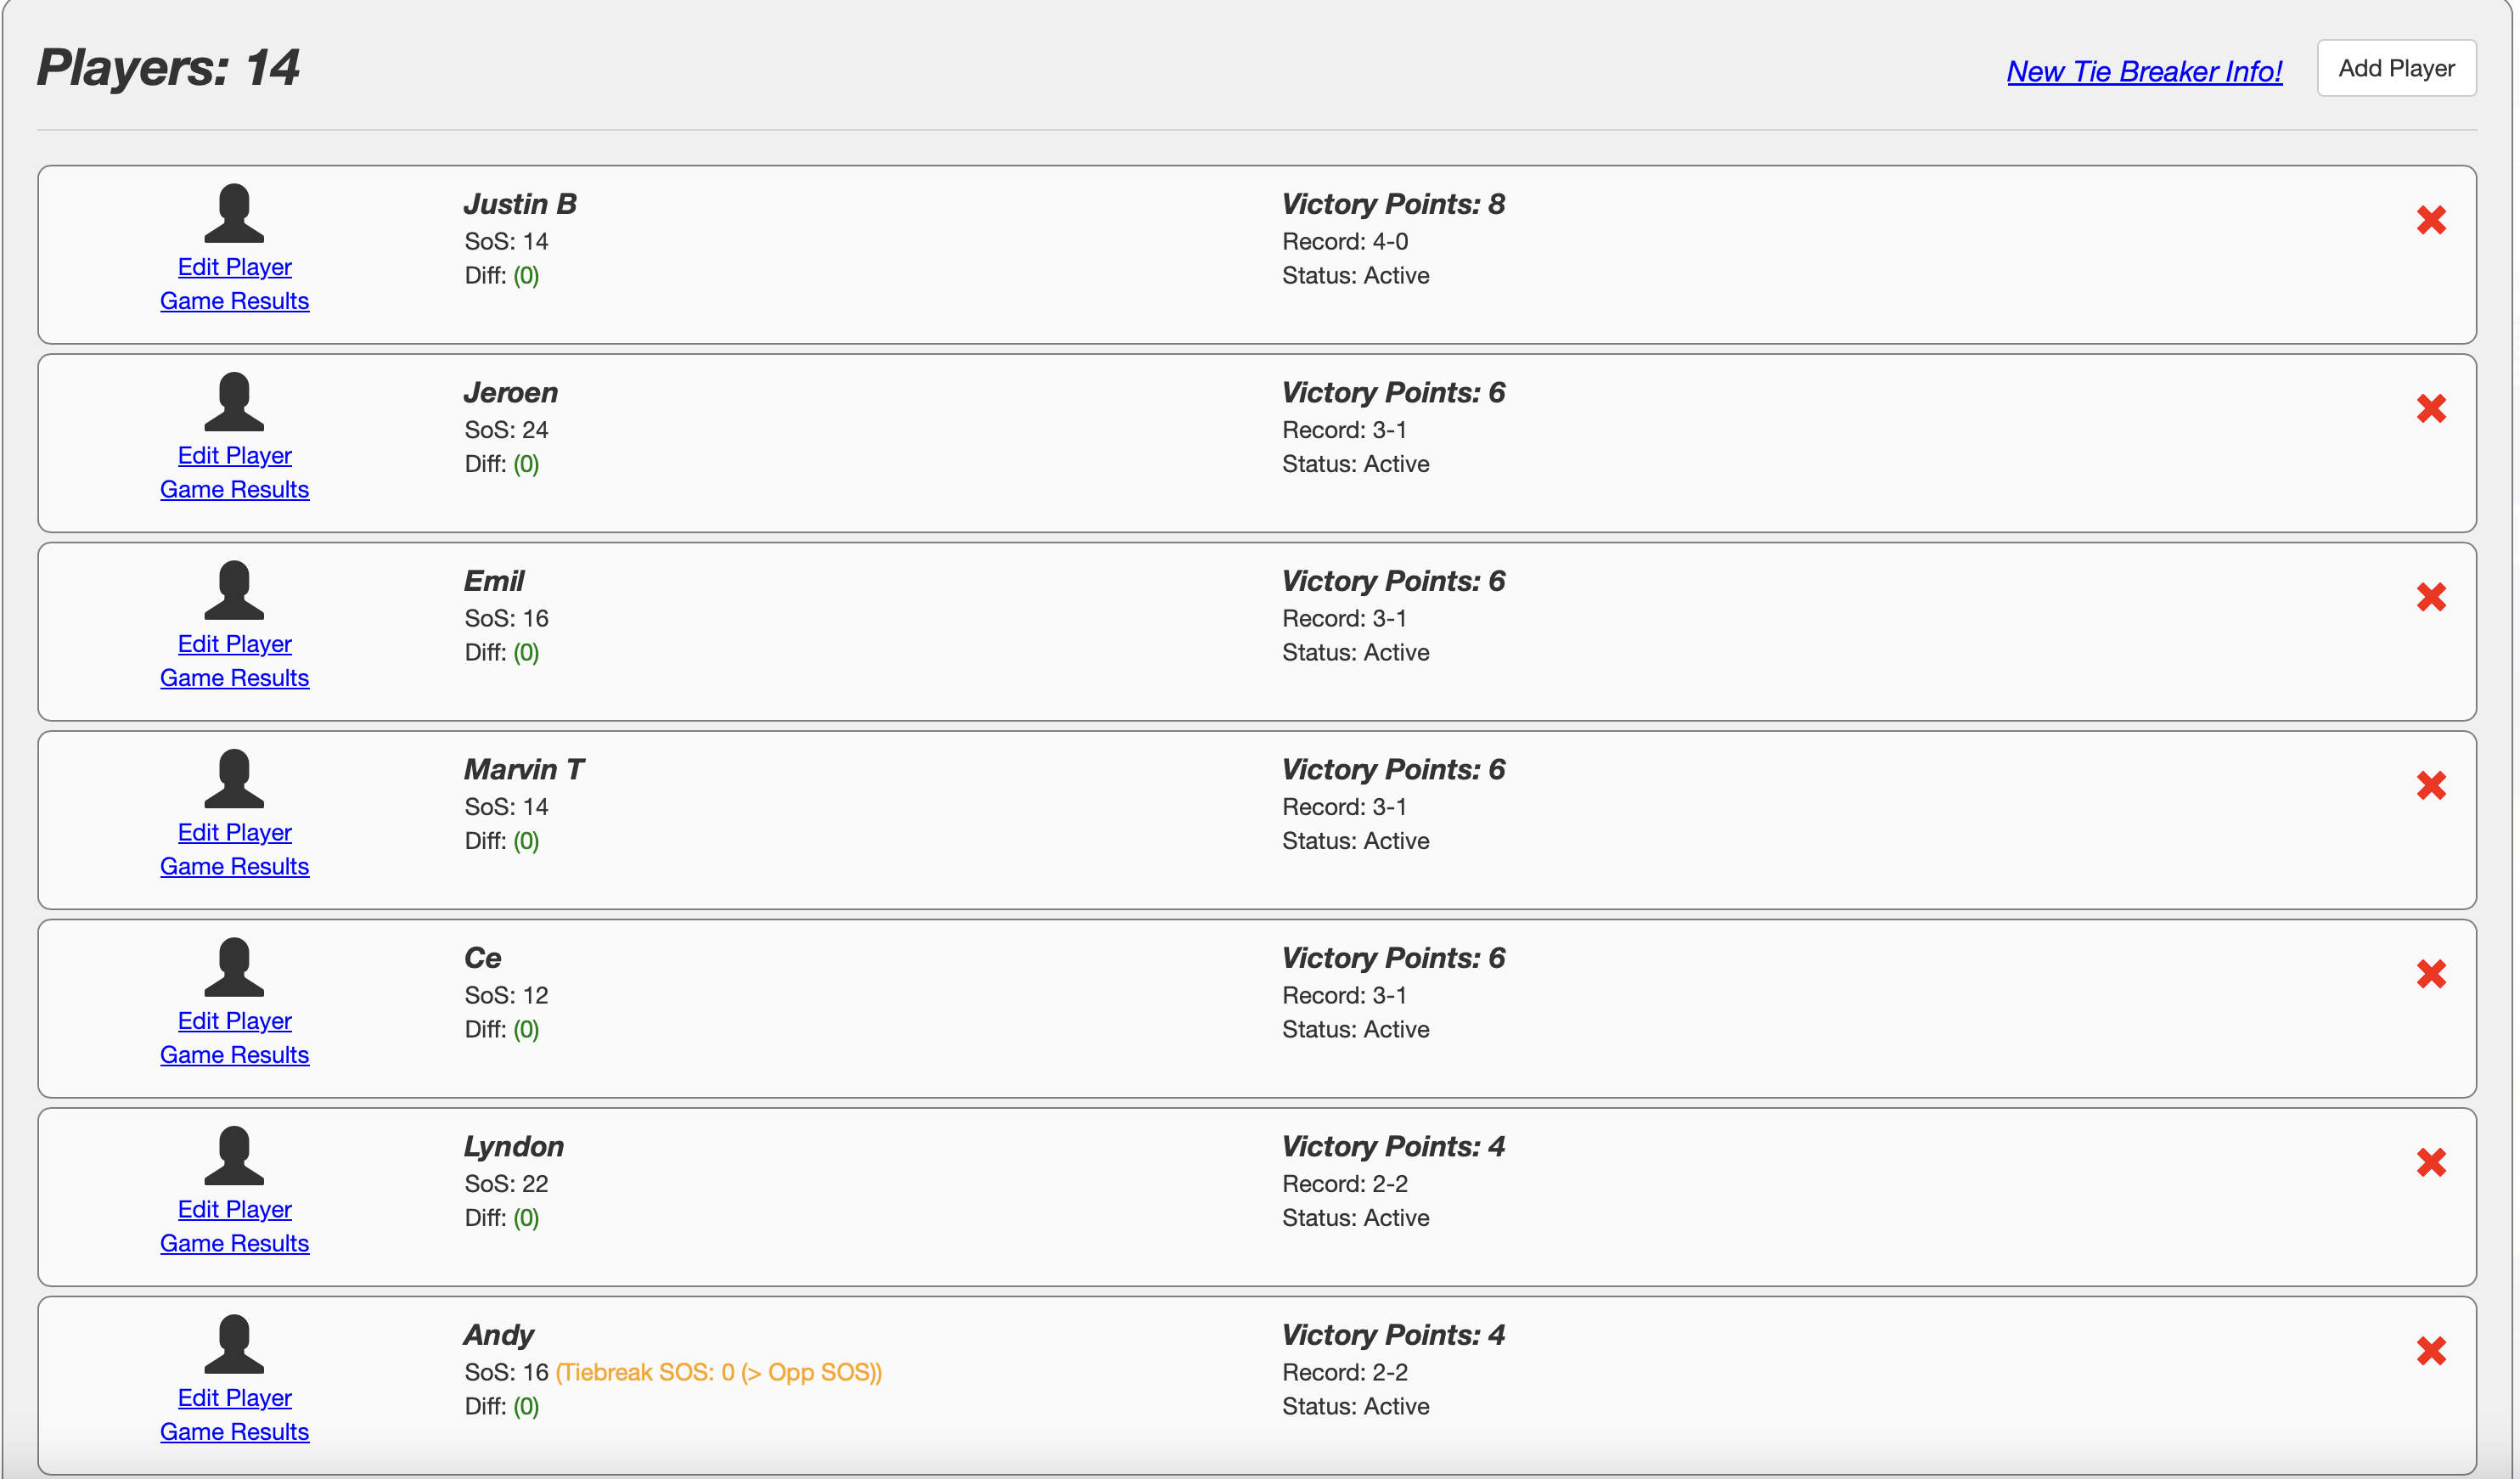 Players: 14
New Tie Breaker Info!
Add Player
Justin B
SoS: 14
Diff: (0)
Edit Player
Game Results
Victory Points: 8
Record: 4-0
Status: Active
Jeroen
SoS: 24
Diff: (0)
Edit Player
Game Results
Victory Points: 6
Record: 3-1
Status: Active
Emil
SoS: 16
Diff: (0)
Edit Player
Game Results
Victory Points: 6
Record: 3-1
Status: Active
Marvin T
SoS: 14
Diff: (0)
Edit Player
Game Results
Victory Points: 6
Record: 3-1
Status: Active
Ce
SoS: 12
Diff: (0)
Edit Player
Game Results
Victory Points: 6
Record: 3-1
Status: Active
Lyndon
SoS: 22
Diff: (0)
Edit Player
Game Results
Victory Points: 4
Record: 2-2
Status: Active
Andy
SoS: 16 (Tiebreak SOS: 0 (> Opp SOS))
Diff: (0)
Edit Player
Game Results
Victory Points: 4
Record: 2-2
Status: Active